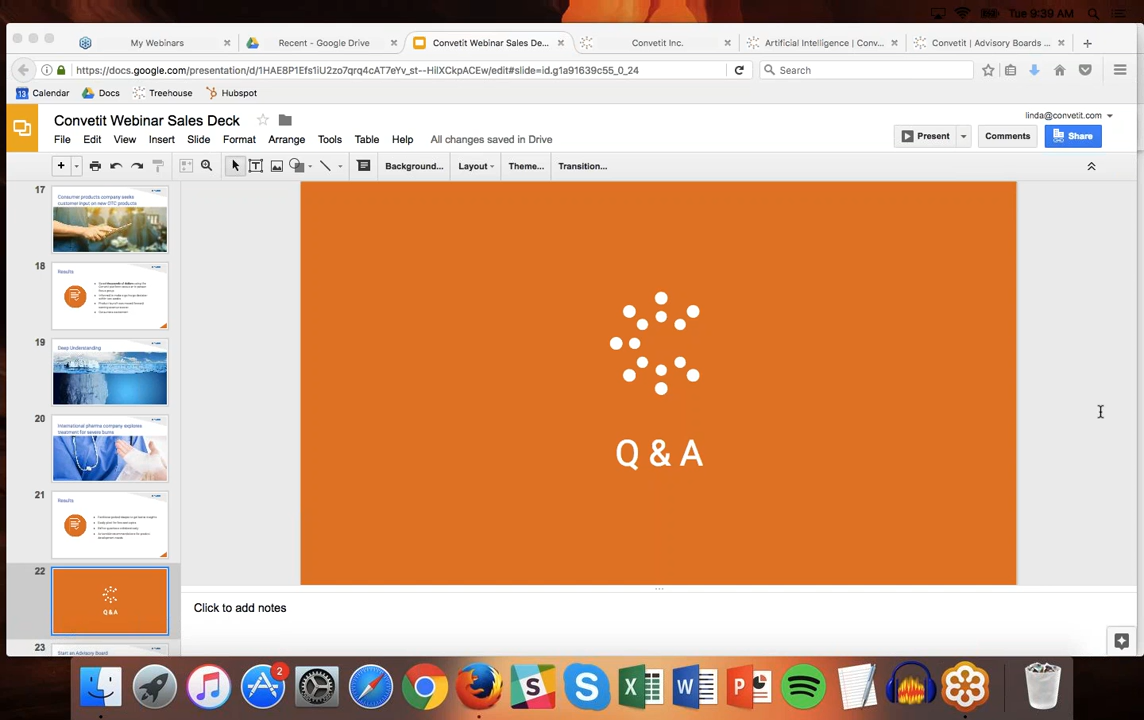 Tue 9:39 AM
My Webinars
Recent - Google Drive
Convetit Webinar Sales De...
Convetit Inc.
Artificial Intelligence | Conv...
Convetit | Advisory Boards ...
https://docs.google.com/presentation/d/1HAE8P1Efs1iU2zo7qrq4cAT7eYv_st--HilXCkpACEw/edit#slide=id.g1a91639c55_0_24
Search
13 Calendar
Docs
Treehouse
Hubspot
Convetit Webinar Sales Deck
linda@convetit.com
File Edit View Insert Slide Format Arrange Tools Table Help All changes saved in Drive
Present
Comments
Share
Background... Layout Theme... Transition...
17
Consumer products company seeks
customer input on new OTC products
18
Results
19
Deep Understanding
20
International pharma company explores
treatment for severe burns
21
Results
22
Q & A
23
Start an Advisory Board
Q & A
Click to add notes
2